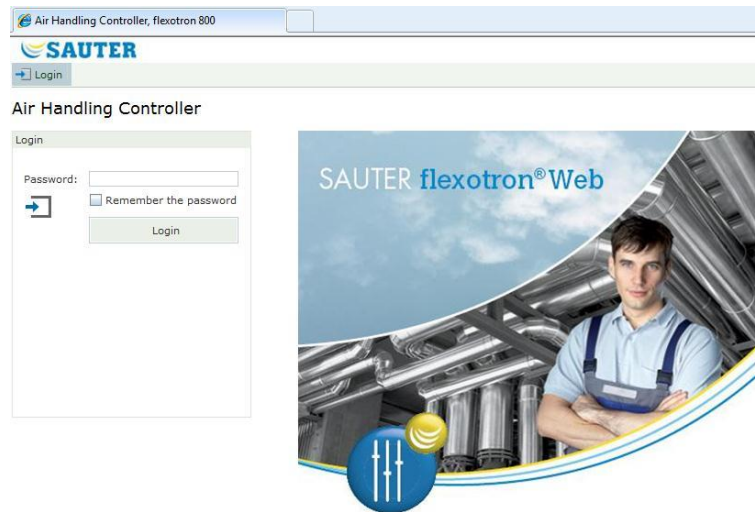 Air Handling Controller, flexotron 800
SAUTER
Login
Air Handling Controller
Login
Password:
Remember the password
Login
SAUTER flexotron® Web